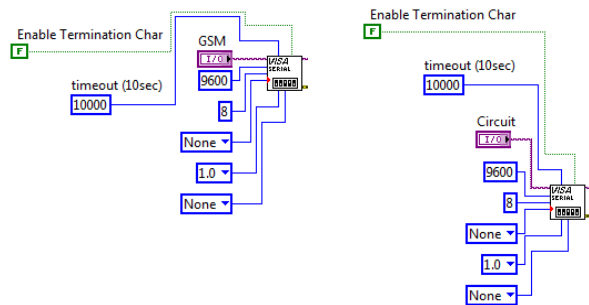 Enable Termination Char
F
GSM
I/O
VISA
SERIAL
9600
timeout (10sec)
10000
8
None
1.0
None
Enable Termination Char
F
timeout (10sec)
10000
Circuit
I/O
9600
VISA
SERIAL
8
None
1.0
None